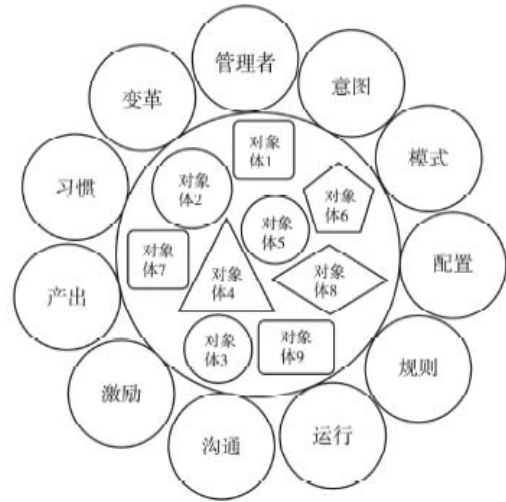 管理者
意图
模式
配置
规则
运行
沟通
激励
产出
习惯
变革
对象
体1
对象
体2
对象
体6
对象
体5
对象
体7
对象
体4
对象
体8
对象
体3
对象
体9